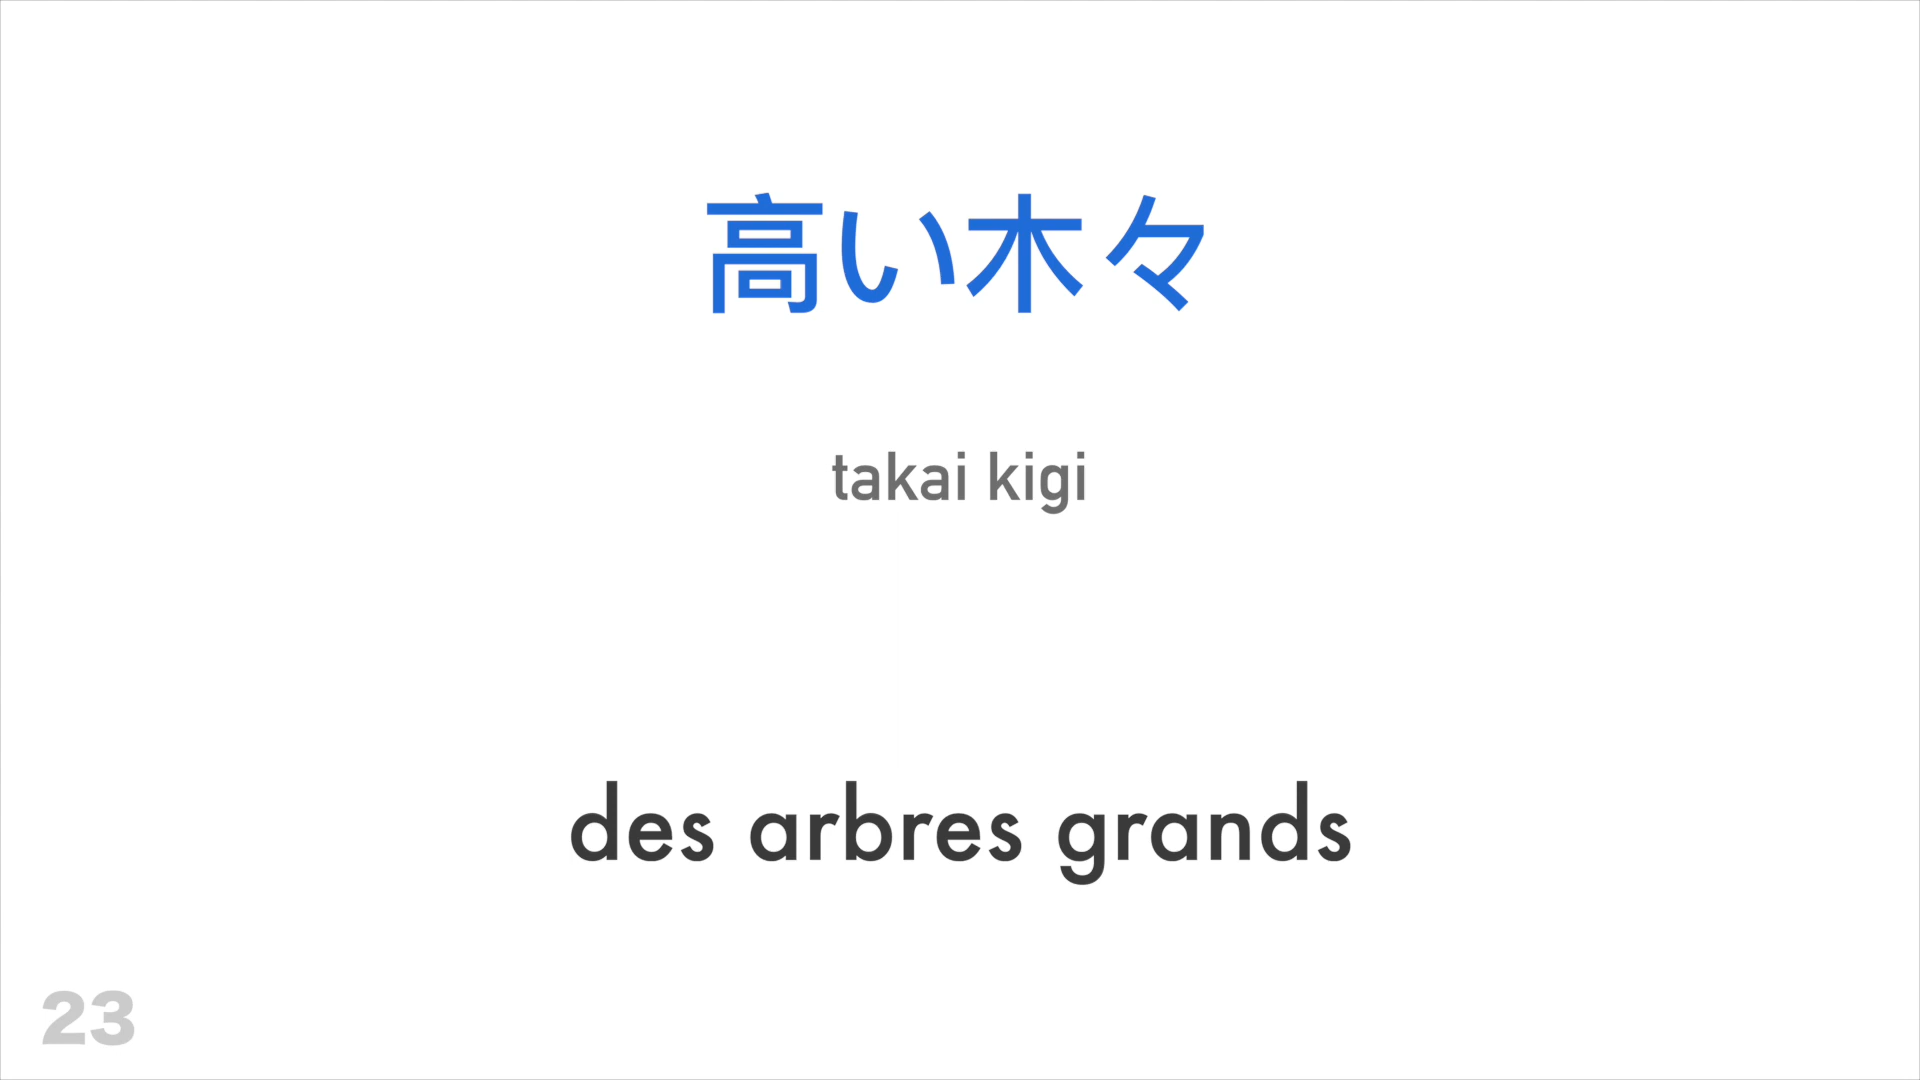 高い木々
takai kigi
des arbres grands
23